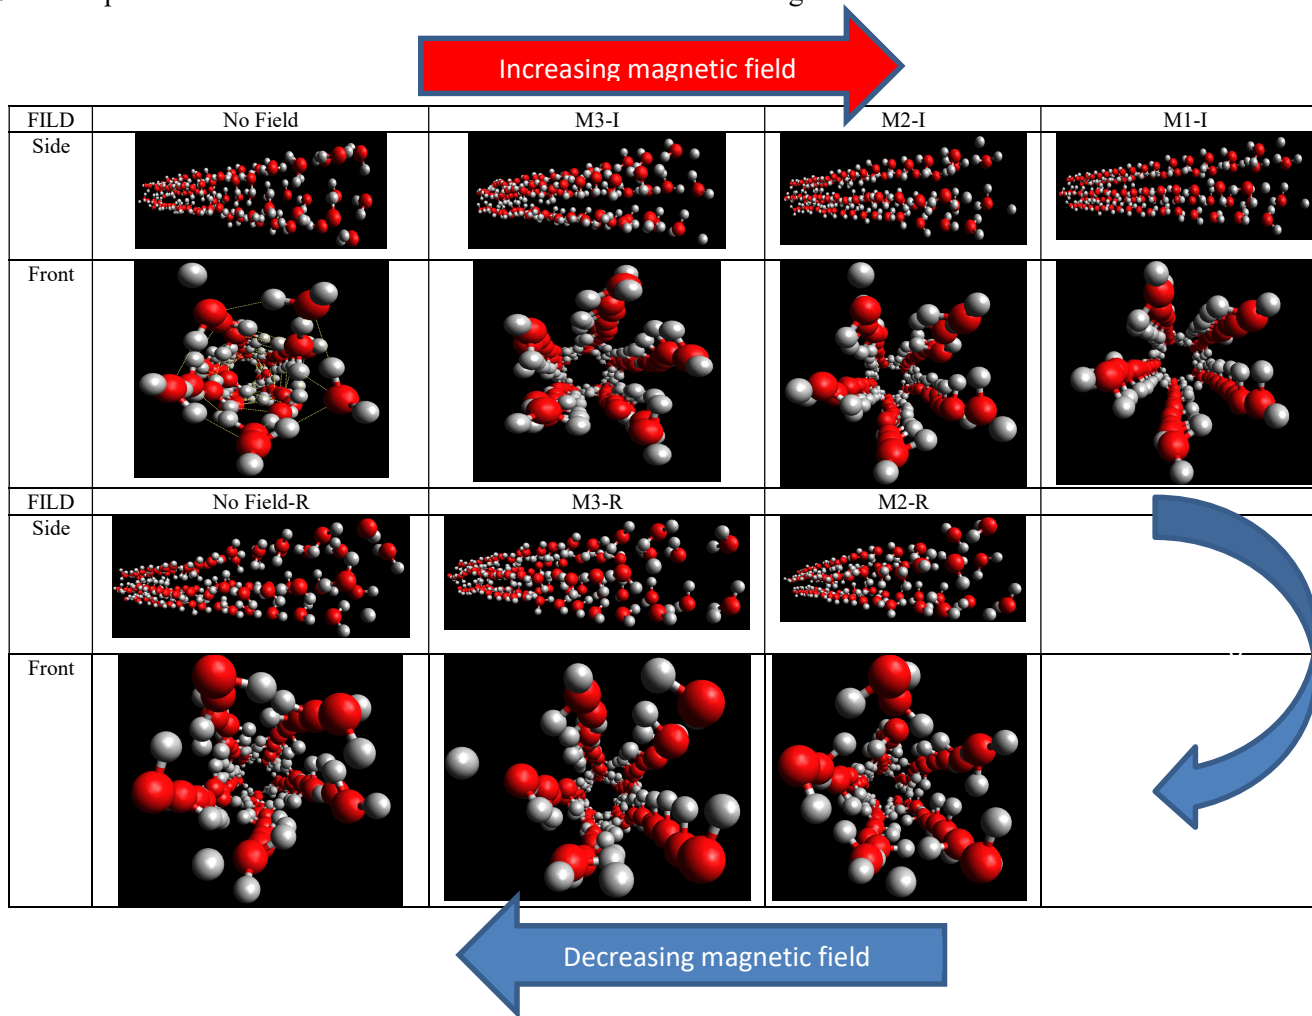 Increasing magnetic field
FILD No Field M3-I M2-I M1-I
Side
Front
FILD No Field-R M3-R M2-R
Side
Front
Decreasing magnetic field